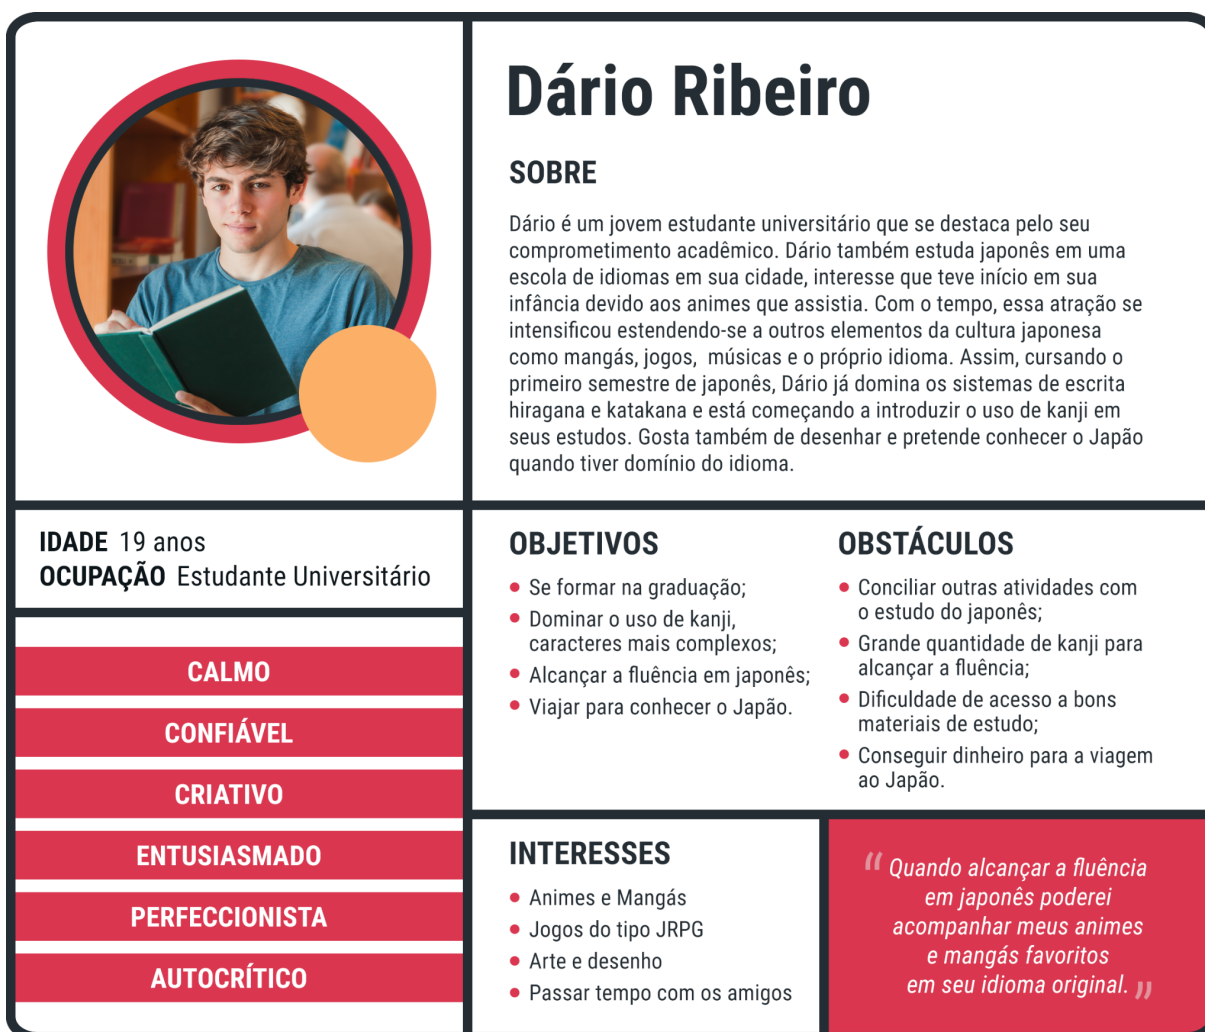 Dário Ribeiro
SOBRE
Dário é um jovem estudante universitário que se destaca pelo seu
comprometimento acadêmico. Dário também estuda japonês em uma
escola de idiomas em sua cidade, interesse que teve início em sua
infância devido aos animes que assistia. Com o tempo, essa atração se
intensificou estendendo-se a outros elementos da cultura japonesa
como mangás, jogos, músicas e o próprio idioma. Assim, cursando o
primeiro semestre de japonês, Dário já domina os sistemas de escrita
hiragana e katakana e está começando a introduzir o uso de kanji em
seus estudos. Gosta também de desenhar e pretende conhecer o Japão
quando tiver domínio do idioma.
IDADE 19 anos
OCUPAÇÃO Estudante Universitário
CALMO
CONFIÁVEL
CRIATIVO
ENTUSIASMADO
PERFECCIONISTA
AUTOCRÍTICO
OBJETIVOS
• Se formar na graduação;
• Dominar o uso de kanji,
caracteres mais complexos;
• Alcançar a fluência em japonês;
• Viajar para conhecer o Japão.
OBSTÁCULOS
• Conciliar outras atividades com
o estudo do japonês;
• Grande quantidade de kanji para
alcançar a fluência;
• Dificuldade de acesso a bons
materiais de estudo;
• Conseguir dinheiro para a viagem
ao Japão.
INTERESSES
• Animes e Mangás
• Jogos do tipo JRPG
• Arte e desenho
• Passar tempo com os amigos
“Quando alcançar a fluência
em japonês poderei
acompanhar meus animes
e mangás favoritos
em seu idioma original.”